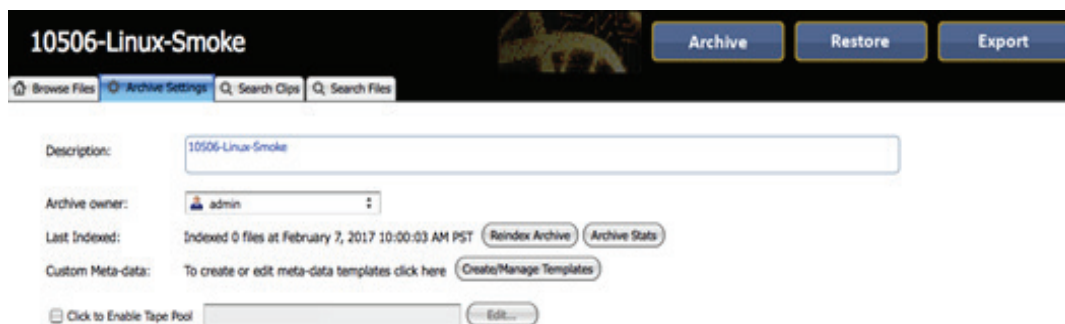 10506-Linux-Smoke
Archive Restore Export
Browse Files Archive Settings Search Clips Search Files
Description: 10506-Linux-Smoke
Archive owner: admin
Last Indexed: Indexed 0 files at February 7, 2017 10:00:03 AM PST Reindex Archive Archive Stats
Custom Meta-data: To create or edit meta-data templates click here Create/Manage Templates
Click to Enable Tape Pool Edit...